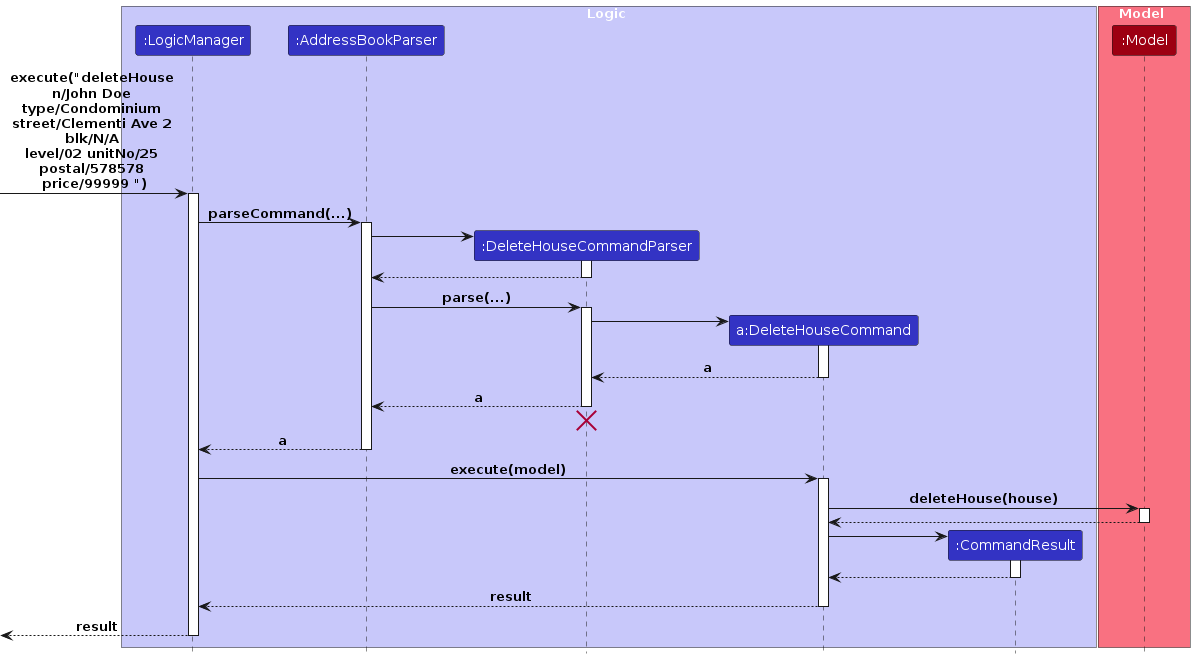 Logic
Model
:LogicManager
:AddressBookParser
:Model
execute("deleteHouse
n/John Doe
type/Condominium
street/Clementi Ave 2
blk/N/A
level/02 unitNo/25
postal/578578
price/99999 ")
parseCommand(...)
:DeleteHouseCommandParser
parse(...)
a:DeleteHouseCommand
a
a
a
execute(model)
deleteHouse(house)
:CommandResult
result
result